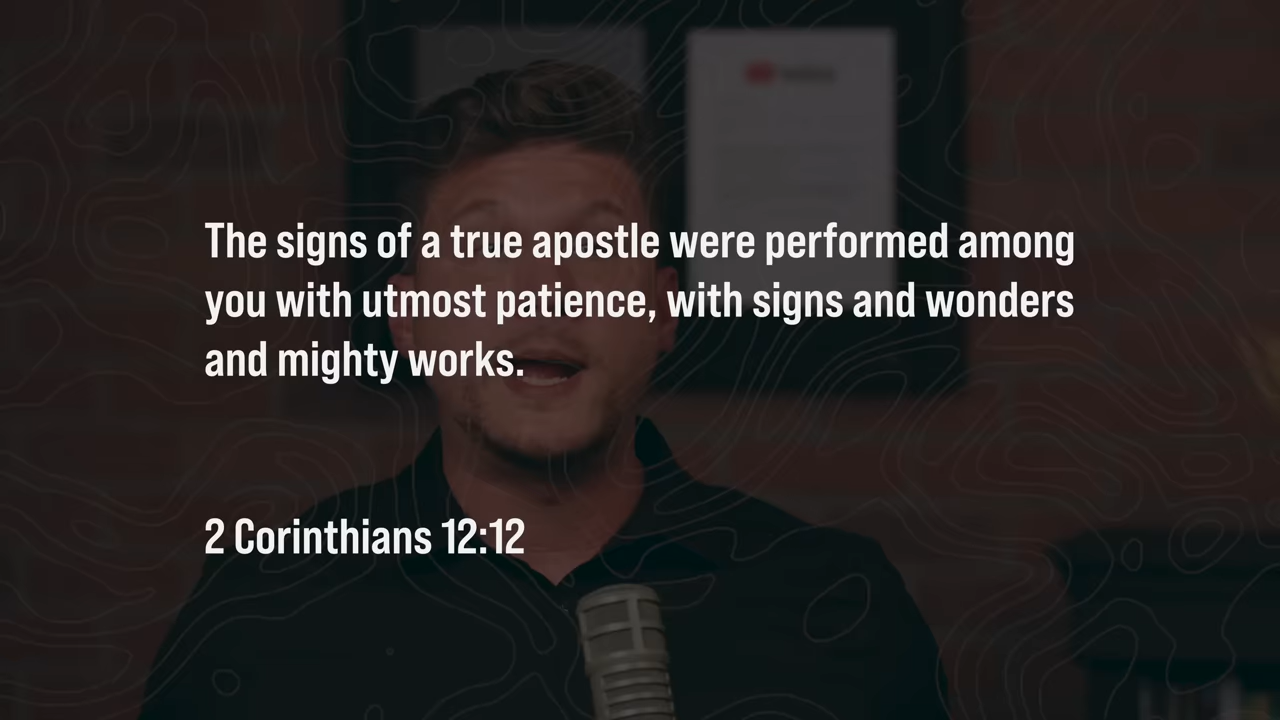 The signs of a true apostle were performed among
you with utmost patience, with signs and wonders
and mighty works.
2 Corinthians 12:12